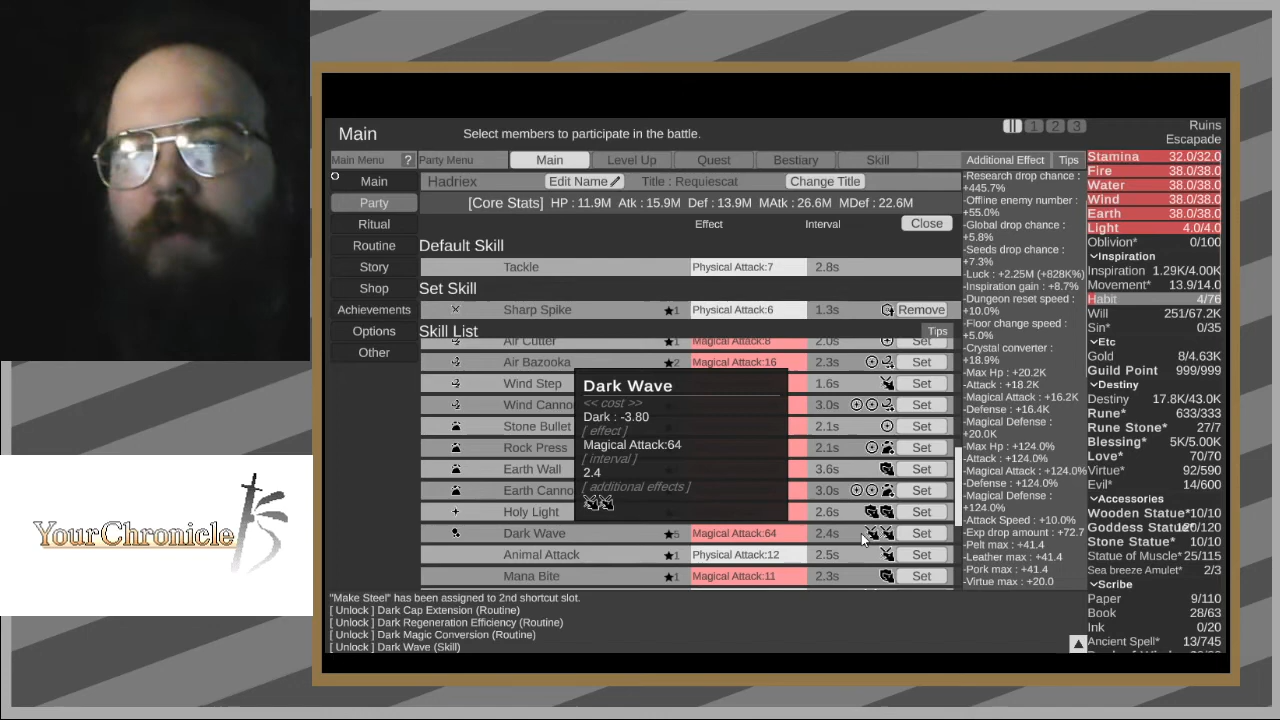 Main
Select members to participate in the battle.
1 2 3
Ruins
Escapade
Main Menu ?
Party Menu
Main
Level Up
Quest
Bestiary
Skill
Additional Effect
Tips
Main
Party
Ritual
Routine
Story
Shop
Achievements
Options
Other
Hadriex
Edit Name
Title : Requiescat
Change Title
[Core Stats] HP : 11.9M Atk : 15.9M Def : 13.9M MAtk : 26.6M MDef : 22.6M
Effect Interval Close
Default Skill
Tackle Physical Attack:7 2.8s
Set Skill
Sharp Spike ★1 Physical Attack:6 1.3s Remove
Skill List Tips
Air Cutter ★1 Magical Attack:8 2.0s Set
Air Bazooka ★2 Magical Attack:16 2.3s Set
Wind Step 1.6s Set
Wind Canno 3.0s Set
Stone Bullet 2.1s Set
Rock Press 2.1s Set
Earth Wall 3.6s Set
Earth Canno 3.0s Set
Holy Light 2.6s Set
Dark Wave ★5 Magical Attack:64 2.4s Set
Animal Attack ★1 Physical Attack:12 2.5s Set
Mana Bite ★1 Magical Attack:11 2.3s Set
Dark Wave
<< cost >>
Dark : -3.80
[ effect ]
Magical Attack:64
[ interval ]
2.4
[ additional effects ]
"Make Steel" has been assigned to 2nd shortcut slot.
[ Unlock ] Dark Cap Extension (Routine)
[ Unlock ] Dark Regeneration Efficiency (Routine)
[ Unlock ] Dark Magic Conversion (Routine)
[ Unlock ] Dark Wave (Skill)
-Research drop chance :
+445.7%
-Offline enemy number :
+55.0%
-Global drop chance :
+5.8%
-Seeds drop chance :
+7.3%
-Luck : +2.25M (+828K%)
-Inspiration gain : +8.7%
-Dungeon reset speed :
+10.0%
-Floor change speed :
+5.0%
-Crystal converter :
+18.9%
-Max Hp : +20.2K
-Attack : +18.2K
-Magical Attack : +16.2K
-Defense : +16.4K
-Magical Defense :
+20.0K
-Max Hp : +124.0%
-Attack : +124.0%
-Magical Attack : +124.0%
-Defense : +124.0%
-Magical Defense :
+124.0%
-Attack Speed : +10.0%
-Exp drop amount : +72.7
-Pelt max : +41.4
-Leather max : +41.4
-Pork max : +41.4
-Virtue max : +20.0
Stamina 32.0/32.0
Fire 38.0/38.0
Water 38.0/38.0
Wind 38.0/38.0
Earth 38.0/38.0
Light 4.0/4.0
Oblivion* 0/100
Inspiration
Inspiration 1.29K/4.00K
Movement* 13.9/14.0
Habit 4/76
Will 251/67.2K
Sin* 0/35
Etc
Gold 8/4.63K
Guild Point 999/999
Destiny
Destiny 17.8K/43.0K
Rune* 633/333
Rune Stone* 27/7
Blessing* 5K/5.00K
Love* 70/70
Virtue* 92/590
Evil* 14/600
Accessories
Wooden Statue* 10/10
Goddess Statue* 120/120
Stone Statue* 10/10
Statue of Muscle* 25/115
Sea breeze Amulet* 2/3
Scribe
Paper 9/110
Book 28/63
Ink 0/20
Ancient Spell* 13/745
YourChronicle